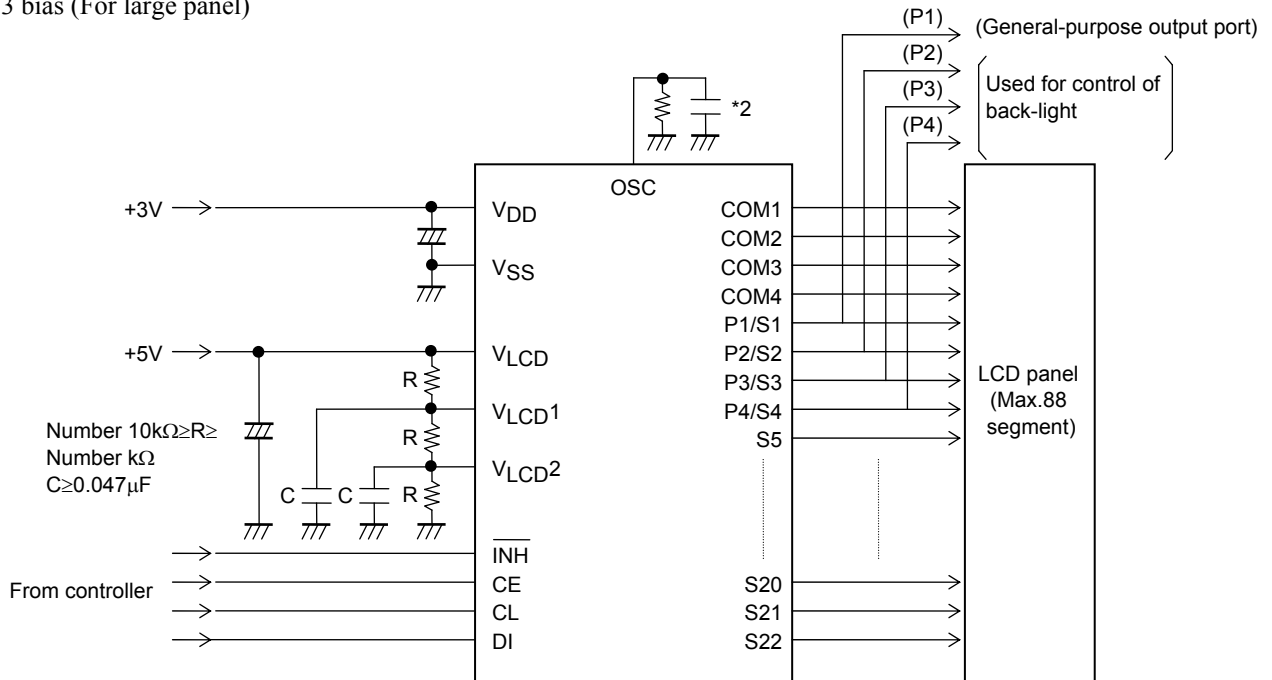 3 bias (For large panel)
(P1)
(General-purpose output port)
(P2)
(P3)
Used for control of
back-light
(P4)
*2
OSC
+3V
VDD
VSS
+5V
VLCD
R
VLCD1
R
VLCD2
R
Number 10kΩ≥R≥
Number kΩ
C≥0.047µF
C
C
From controller
INH
CE
CL
DI
COM1
COM2
COM3
COM4
P1/S1
P2/S2
P3/S3
P4/S4
S5
S20
S21
S22
LCD panel
(Max.88
segment)